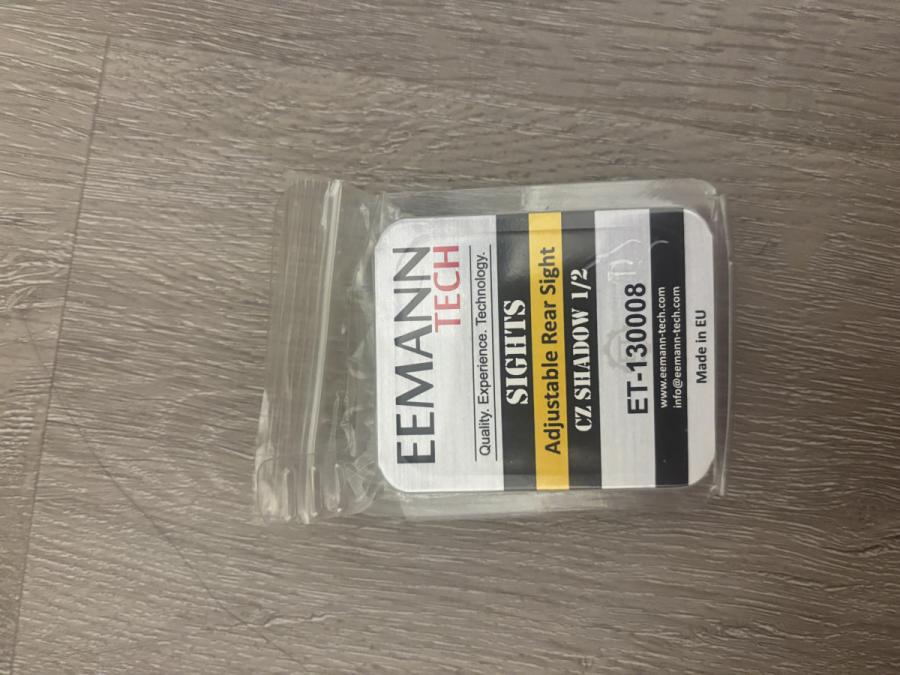 EEMANN
TECH
Quality. Experience. Technology.
SIGHTS
Adjustable Rear Sight
CZ SHADOW 1/2
ET-130008
www.eemann-tech.com
info@eemann-tech.com
Made in EU